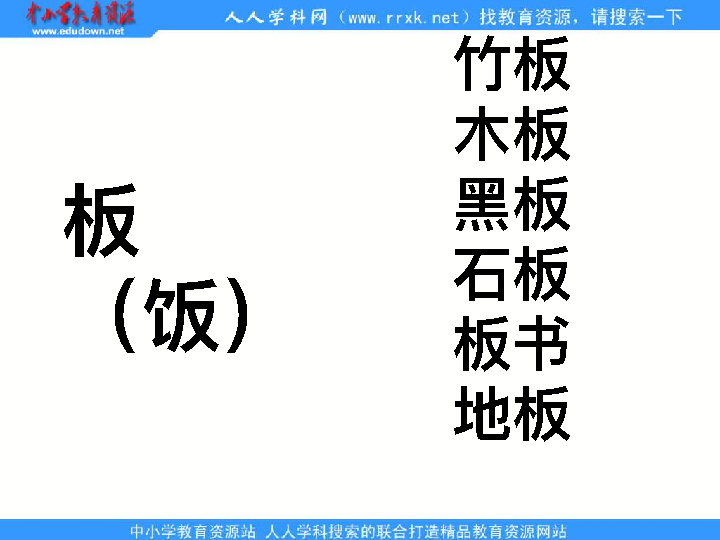 中小学教育资源
www.edudown.net
人人学科网（www.rrxk.net）找教育资源，请搜索一下
板
（饭）
竹板
木板
黑板
石板
板书
地板
中小学教育资源站 人人学科搜索的联合打造精品教育资源网站